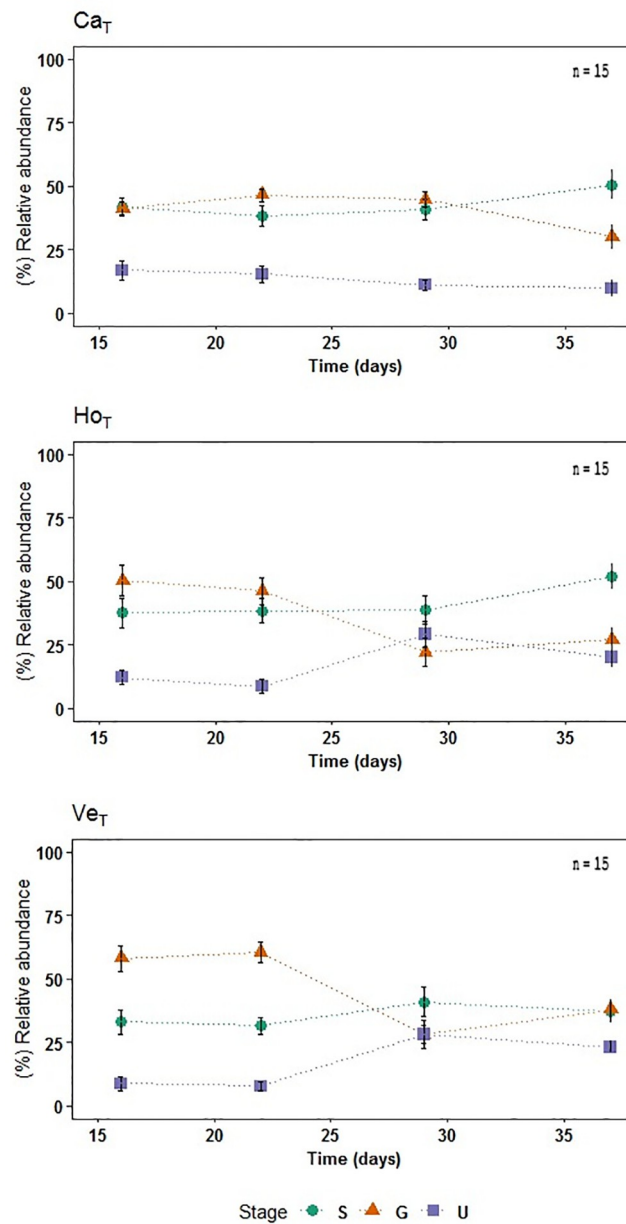 CaT
n = 15
(%) Relative abundance
100
75
50
25
0
15 20 25 30 35
Time (days)
HoT
n = 15
(%) Relative abundance
100
75
50
25
0
15 20 25 30 35
Time (days)
VeT
n = 15
(%) Relative abundance
100
75
50
25
0
15 20 25 30 35
Time (days)
Stage S G U